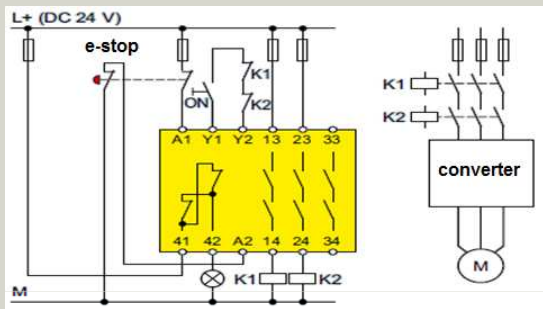 L+ (DC 24 V)
e-stop
K1
ON
K2
A1 Y1 Y2 13 23 33
41 42 A2 14 24 34
K1 K2
M
K1
K2
converter
M